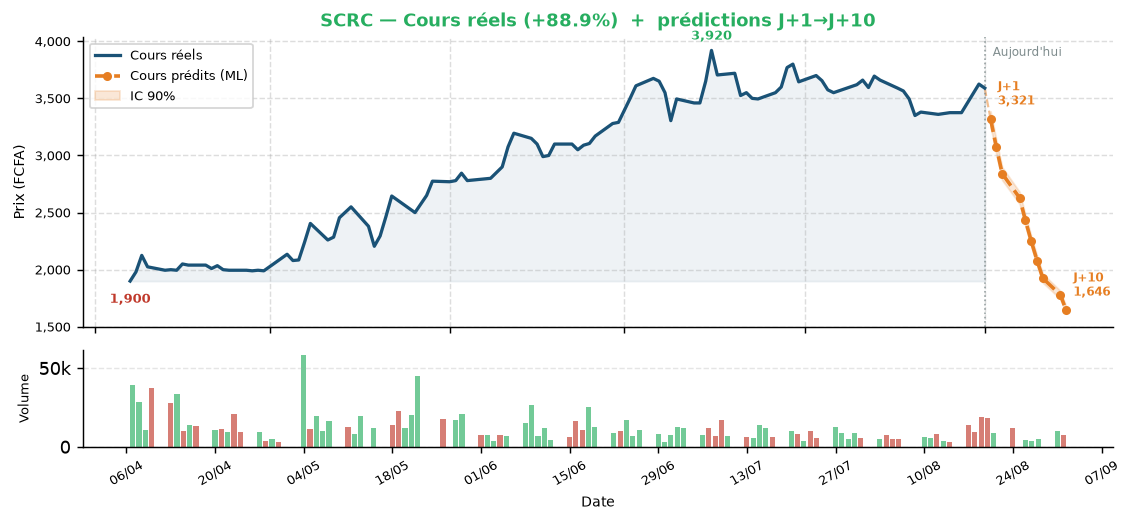 SCRC — Cours réels (+88.9%)  +  prédictions J+1→J+10
3,920
4,000
3,500
3,000
2,500
2,000
1,500
Prix (FCFA)
Cours réels
Cours prédits (ML)
IC 90%
Aujourd'hui
J+1
3,321
J+10
1,646
1,900
50k
0
Volume
06/04
20/04
04/05
18/05
01/06
15/06
29/06
13/07
27/07
10/08
24/08
07/09
Date